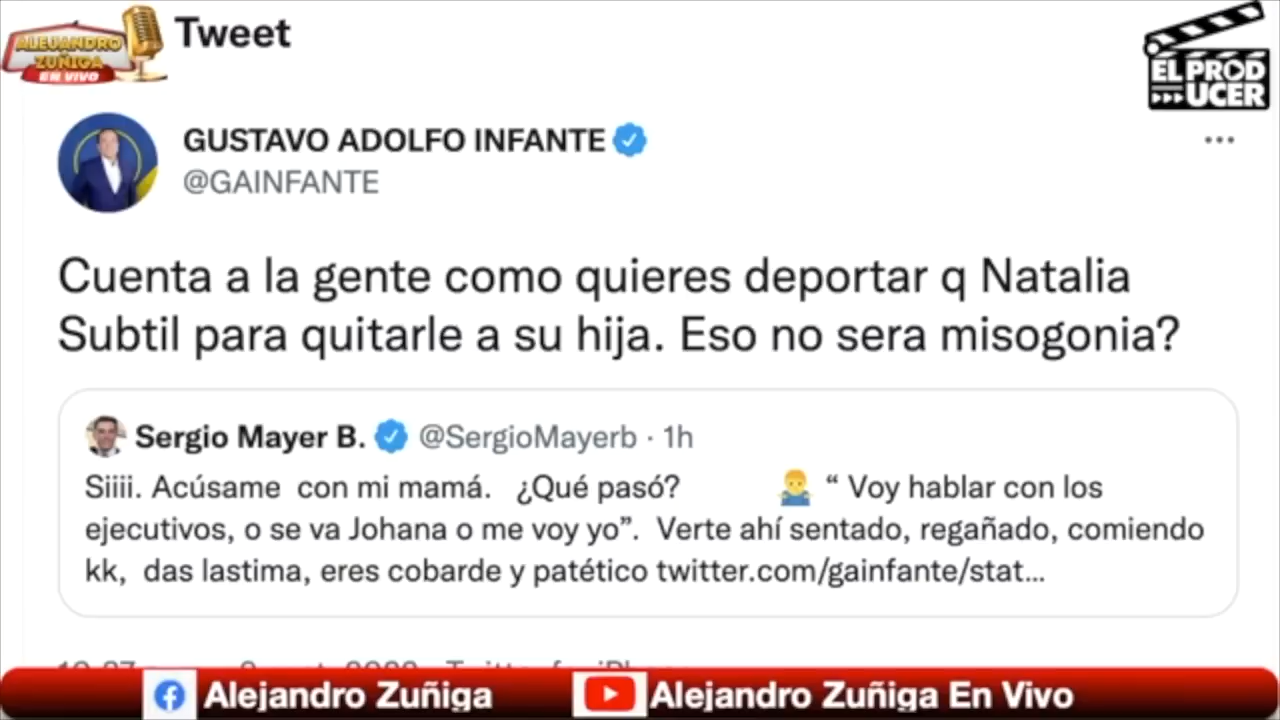 ALEJANDRO
ZUÑIGA
EN VIVO
Tweet
EL PROD
UCER
GUSTAVO ADOLFO INFANTE
@GAINFANTE
Cuenta a la gente como quieres deportar q Natalia
Subtil para quitarle a su hija. Eso no sera misogonia?
Sergio Mayer B. @SergioMayerb · 1h
Siiii. Acúsame con mi mamá. ¿Qué pasó? 🤷‍♂️ “ Voy hablar con los
ejecutivos, o se va Johana o me voy yo”. Verte ahí sentado, regañado, comiendo
kk, das lastima, eres cobarde y patético twitter.com/gainfante/stat...
Alejandro Zuñiga
Alejandro Zuñiga En Vivo